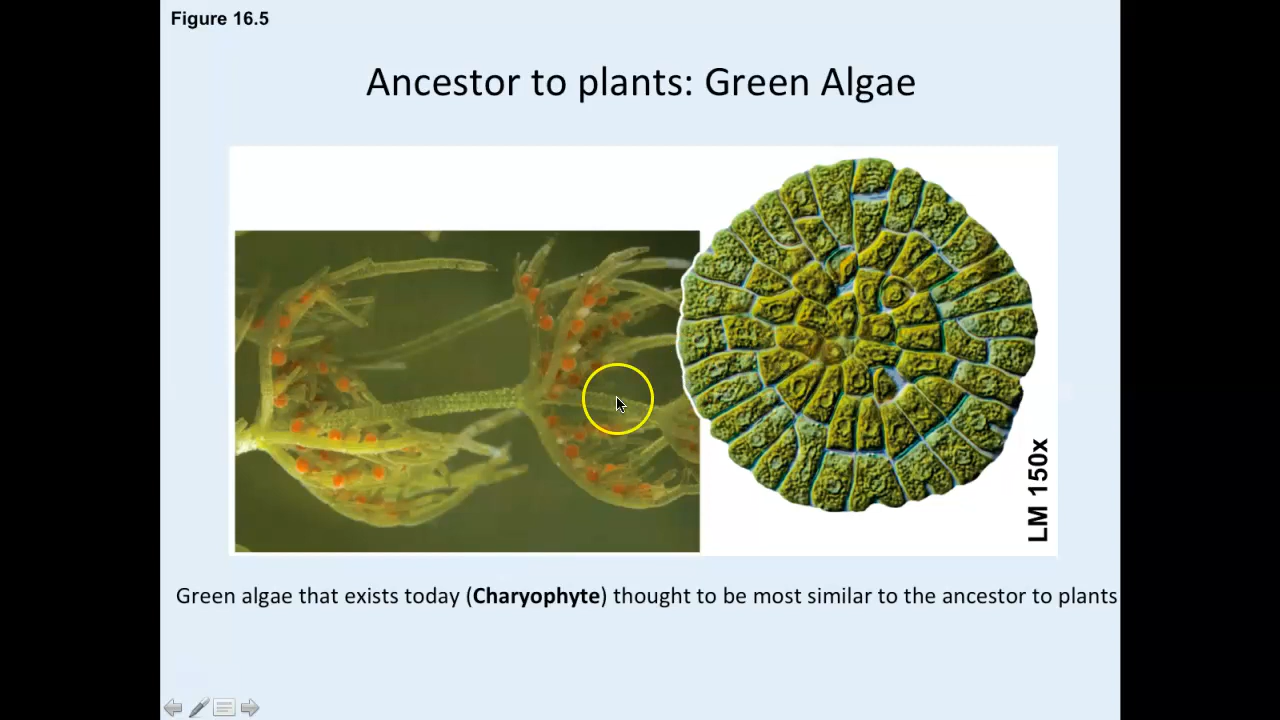 Figure 16.5
Ancestor to plants: Green Algae
LM 150x
Green algae that exists today (Charyophyte) thought to be most similar to the ancestor to plants